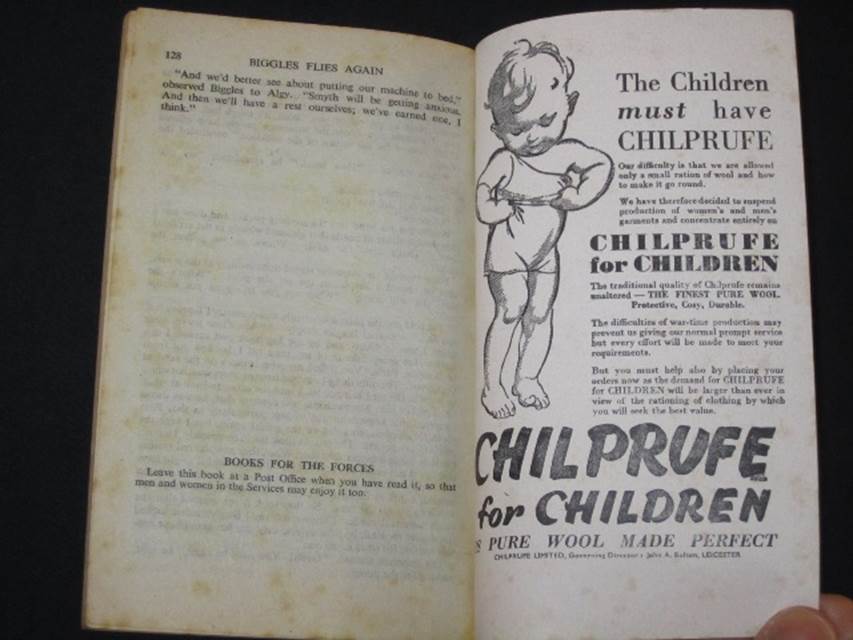 128
BIGGLES FLIES AGAIN
"And we'd better see about putting our machine to bed,"
observed Biggles to Algy. "Smyth will be getting anxious.
And then we'll have a rest ourselves; we've earned one, I
think."
BOOKS FOR THE FORCES
Leave this book at a Post Office when you have read it, so that
men and women in the Services may enjoy it too.
The Children
must have
CHILPRUFE
Our difficulty is that we are allowed
only a small ration of wool and how
to make it go round.
We have therefore decided to suspend
production of women's and men's
garments and concentrate entirely on
CHILPRUFE
for CHILDREN
The traditional quality of Chilprufe remains
unaltered — THE FINEST PURE WOOL.
Protective, Cosy, Durable.
The difficulties of war-time production may
prevent us giving our normal prompt service
but every effort will be made to meet your
requirements.
But you must help also by placing your
orders now as the demand for CHILPRUFE
for CHILDREN will be larger than ever in
view of the rationing of clothing by which
you will seek the best value.
CHILPRUFE
for CHILDREN
PURE WOOL MADE PERFECT
CHILPRUFE LIMITED, Governing Director: John A. Bolton, LEICESTER